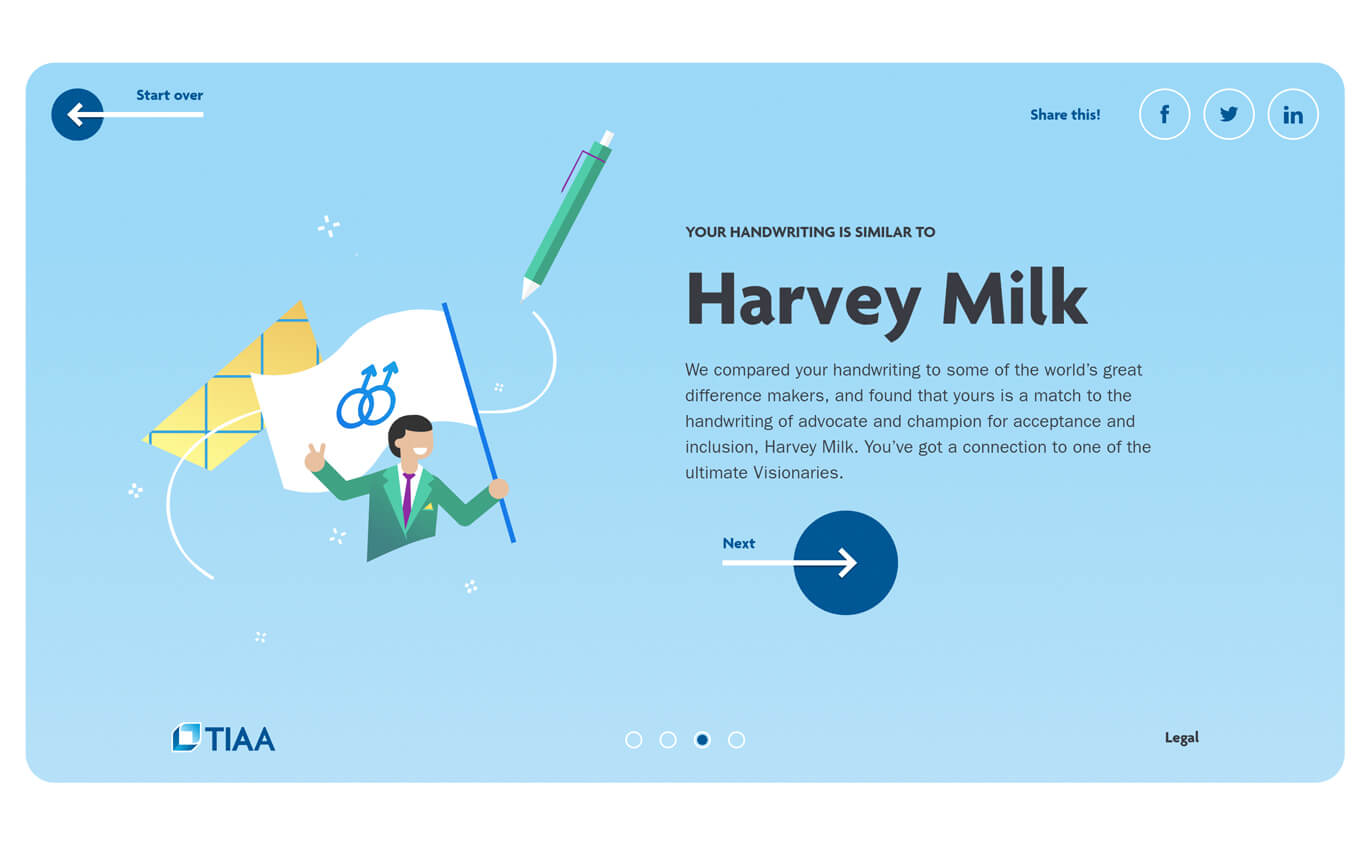 Start over
Share this!
YOUR HANDWRITING IS SIMILAR TO
Harvey Milk
We compared your handwriting to some of the world’s great
difference makers, and found that yours is a match to the
handwriting of advocate and champion for acceptance and
inclusion, Harvey Milk. You’ve got a connection to one of the
ultimate Visionaries.
Next
TIAA
Legal